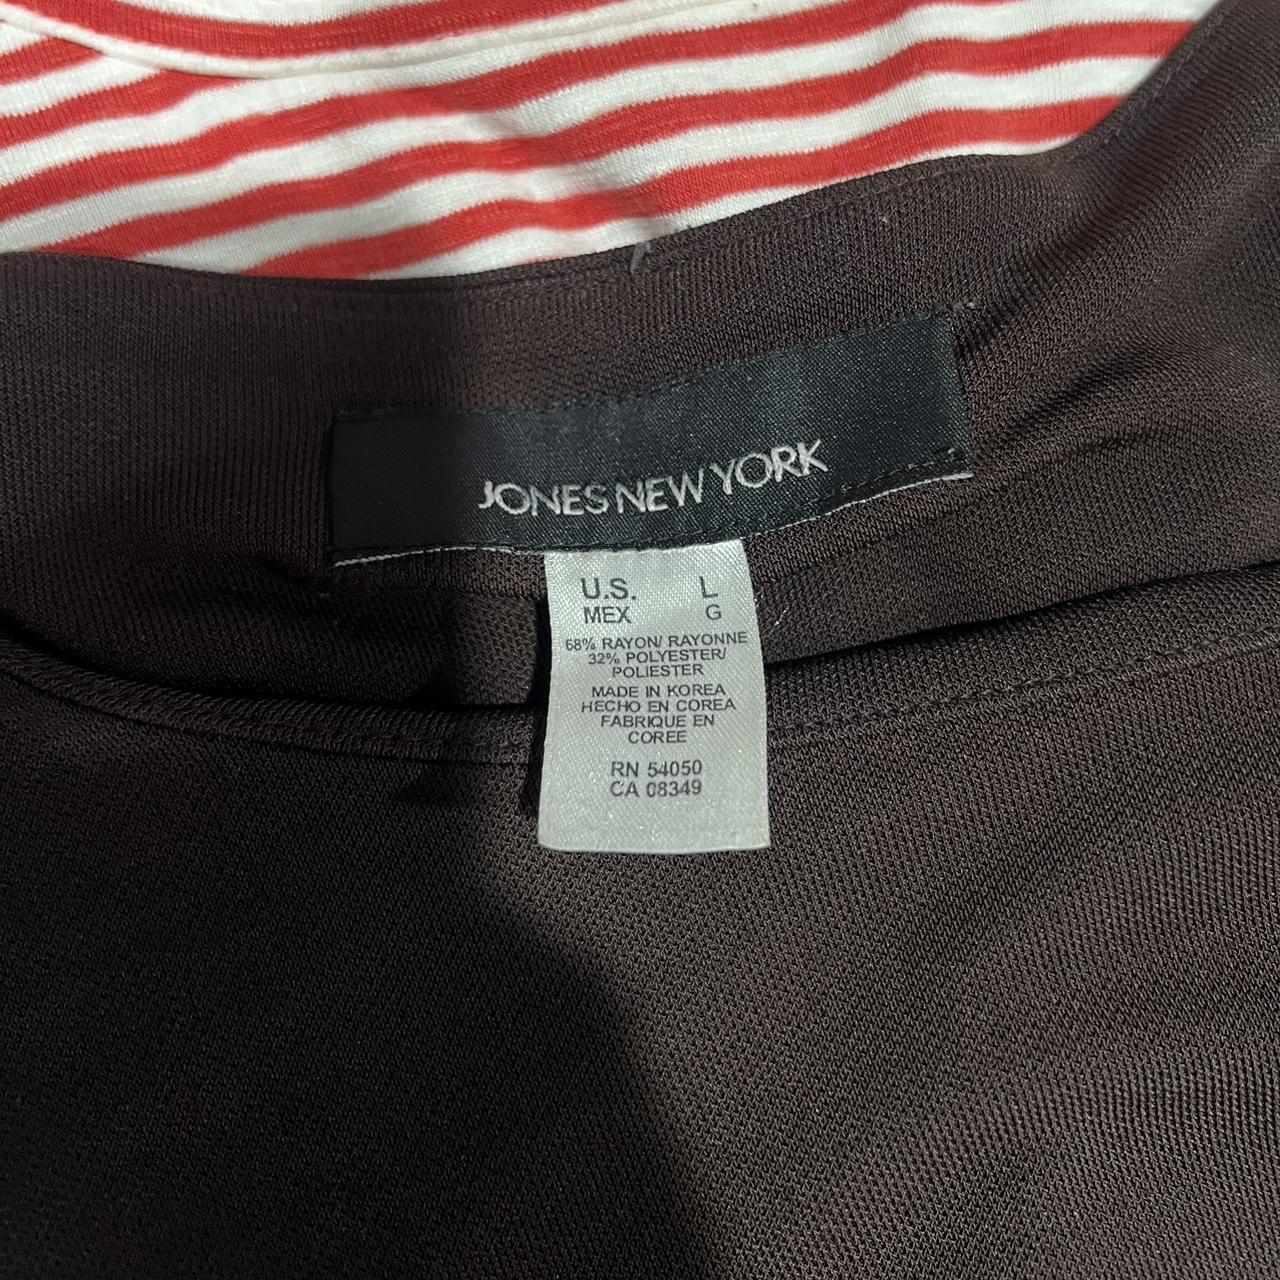 JONES NEW YORK
U.S. L
MEX G
68% RAYON/ RAYONNE
32% POLYESTER/
POLIESTER
MADE IN KOREA
HECHO EN COREA
FABRIQUE EN
COREE
RN 54050
CA 08349